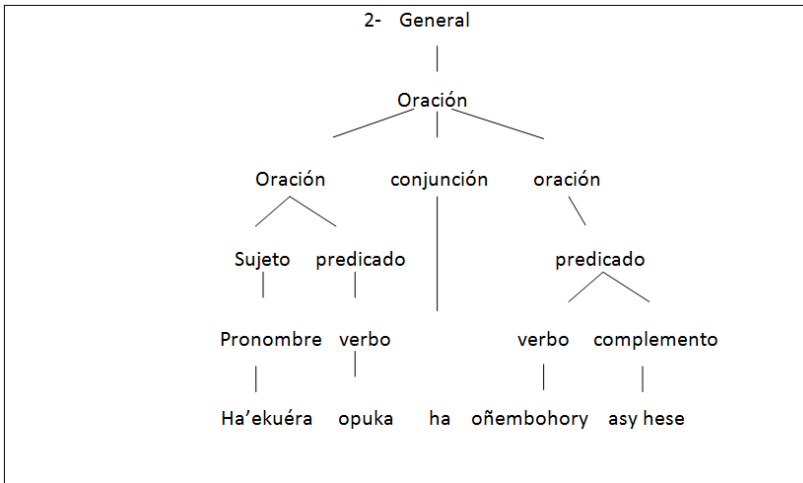 2- General
Oración
Oración conjunción oración
Sujeto predicado predicado
Pronombre verbo verbo complemento
Ha’ekuéra opuka ha oñembohory asy hese